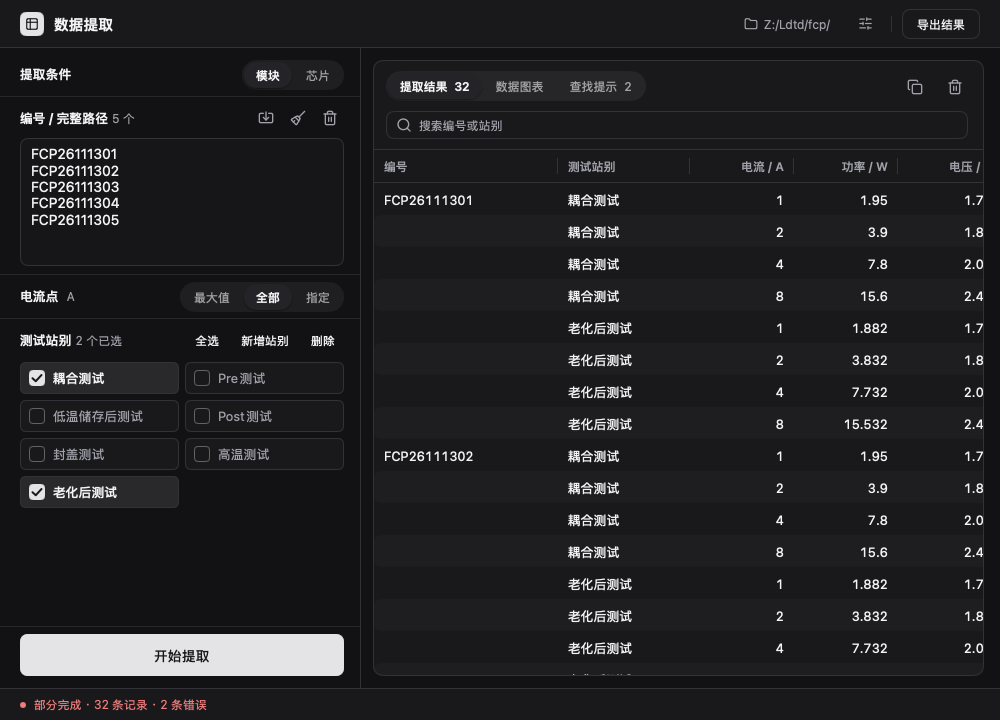 数据提取
Z:/Ldtd/fcp/
导出结果
提取条件
模块 芯片
编号 / 完整路径 5 个
FCP26111301
FCP26111302
FCP26111303
FCP26111304
FCP26111305
电流点 A
最大值 全部 指定
测试站别 2 个已选
全选 新增站别 删除
耦合测试 Pre测试
低温储存后测试 Post测试
封盖测试 高温测试
老化后测试
开始提取
提取结果 32 数据图表 查找提示 2
搜索编号或站别
编号 测试站别 电流 / A 功率 / W 电压 /
FCP26111301 耦合测试 1 1.95 1.7
耦合测试 2 3.9 1.8
耦合测试 4 7.8 2.0
耦合测试 8 15.6 2.4
老化后测试 1 1.882 1.7
老化后测试 2 3.832 1.8
老化后测试 4 7.732 2.0
老化后测试 8 15.532 2.4
FCP26111302 耦合测试 1 1.95 1.7
耦合测试 2 3.9 1.8
耦合测试 4 7.8 2.0
耦合测试 8 15.6 2.4
老化后测试 1 1.882 1.7
老化后测试 2 3.832 1.8
老化后测试 4 7.732 2.0
部分完成 · 32 条记录 · 2 条错误